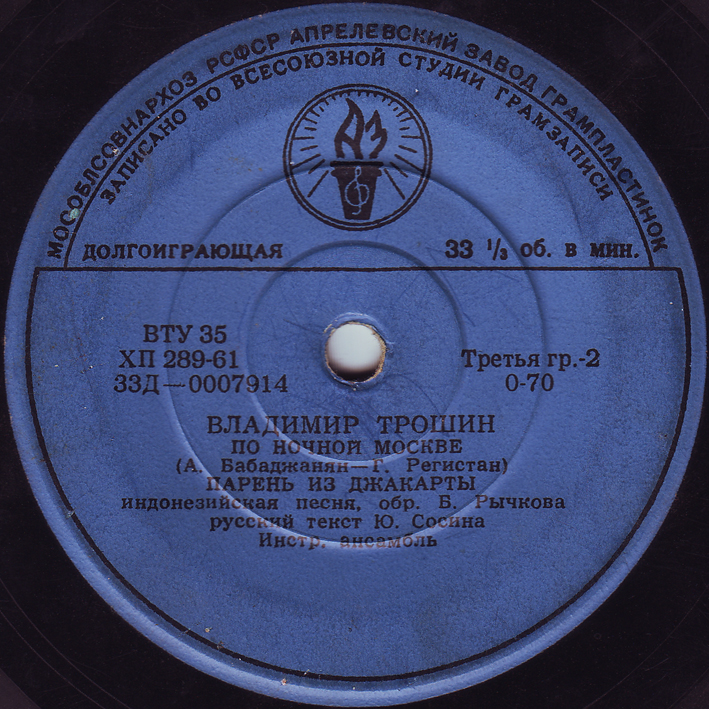 МОСОБЛСОВНАРХОЗ РСФСР АПРЕЛЕВСКИЙ ЗАВОД ГРАМПЛАСТИНОК
ЗАПИСАНО ВО ВСЕСОЮЗНОЙ СТУДИИ ГРАМЗАПИСИ
АЗ
ДОЛГОИГРАЮЩАЯ 33 1/3 об. в мин.
ВТУ 35
ХП 289-61 Третья гр.-2
33Д—0007914 0-70
ВЛАДИМИР ТРОШИН
ПО НОЧНОЙ МОСКВЕ
(А. Бабаджанян—Г. Регистан)
ПАРЕНЬ ИЗ ДЖАКАРТЫ
индонезийская песня, обр. Б. Рычкова
русский текст Ю. Сосина
Инстр. ансамбль